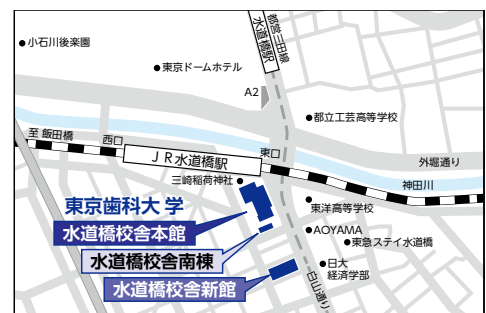 小石川後楽園
東京ドームホテル
水道橋駅
都営三田線
A2
都立工芸高等学校
外堀通り
至 飯田橋
西口
JR水道橋駅
東口
神田川
三崎稲荷神社
東京歯科大 学
水道橋校舎本館
水道橋校舎南棟
水道橋校舎新館
東洋高等学校
AOYAMA
東急ステイ水道橋
日大
経済学部
白山通り